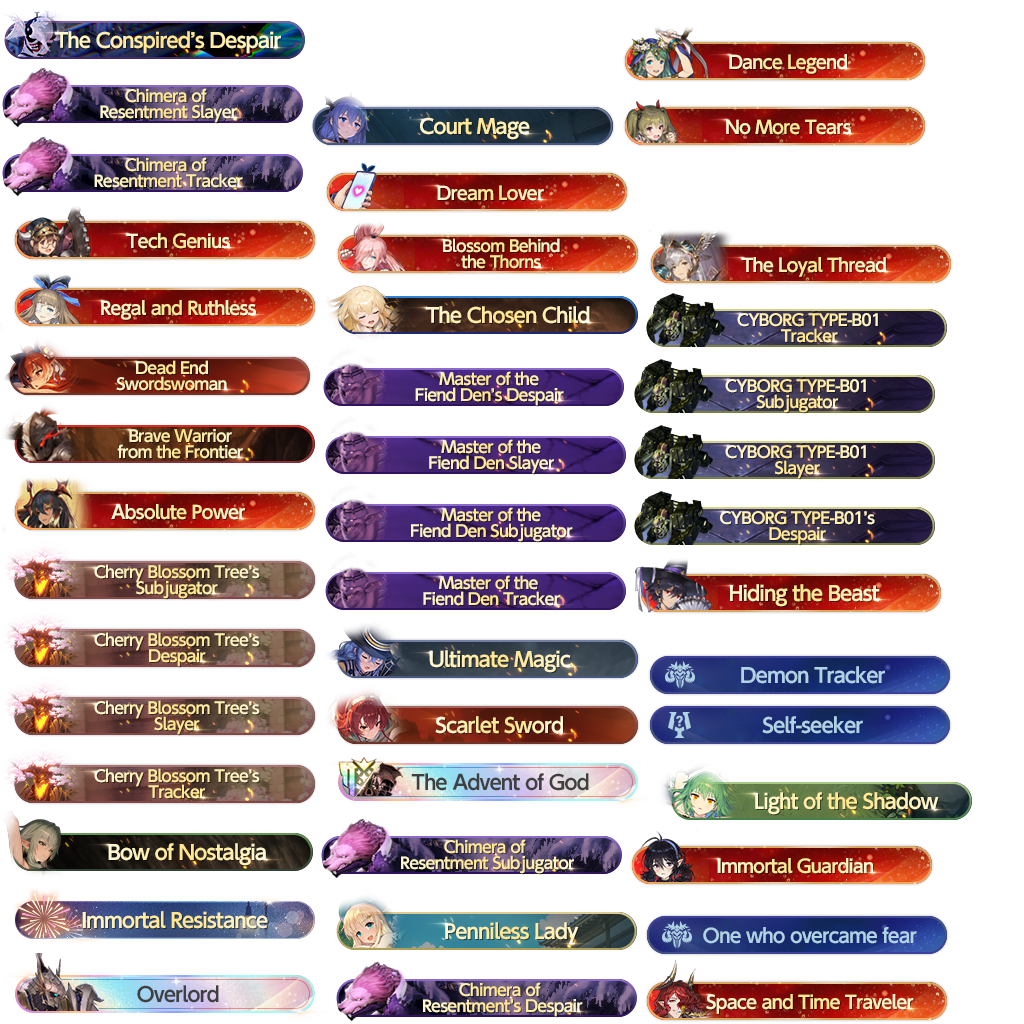 The Conspired's Despair
Chimera of
Resentment Slayer
Chimera of
Resentment Tracker
Tech Genius
Regal and Ruthless
Dead End
Swordswoman
Brave Warrior
from the Frontier
Absolute Power
Cherry Blossom Tree's
Subjugator
Cherry Blossom Tree's
Despair
Cherry Blossom Tree's
Slayer
Cherry Blossom Tree's
Tracker
Bow of Nostalgia
Immortal Resistance
Overlord
Court Mage
Dream Lover
Blossom Behind
the Thorns
The Chosen Child
Master of the
Fiend Den's Despair
Master of the
Fiend Den Slayer
Master of the
Fiend Den Subjugator
Master of the
Fiend Den Tracker
Ultimate Magic
Scarlet Sword
The Advent of God
Chimera of
Resentment Subjugator
Penniless Lady
Chimera of
Resentment's Despair
Dance Legend
No More Tears
The Loyal Thread
CYBORG TYPE-B01
Tracker
CYBORG TYPE-B01
Subjugator
CYBORG TYPE-B01
Slayer
CYBORG TYPE-B01's
Despair
Hiding the Beast
Demon Tracker
?
Self-seeker
Light of the Shadow
Immortal Guardian
One who overcame fear
Space and Time Traveler